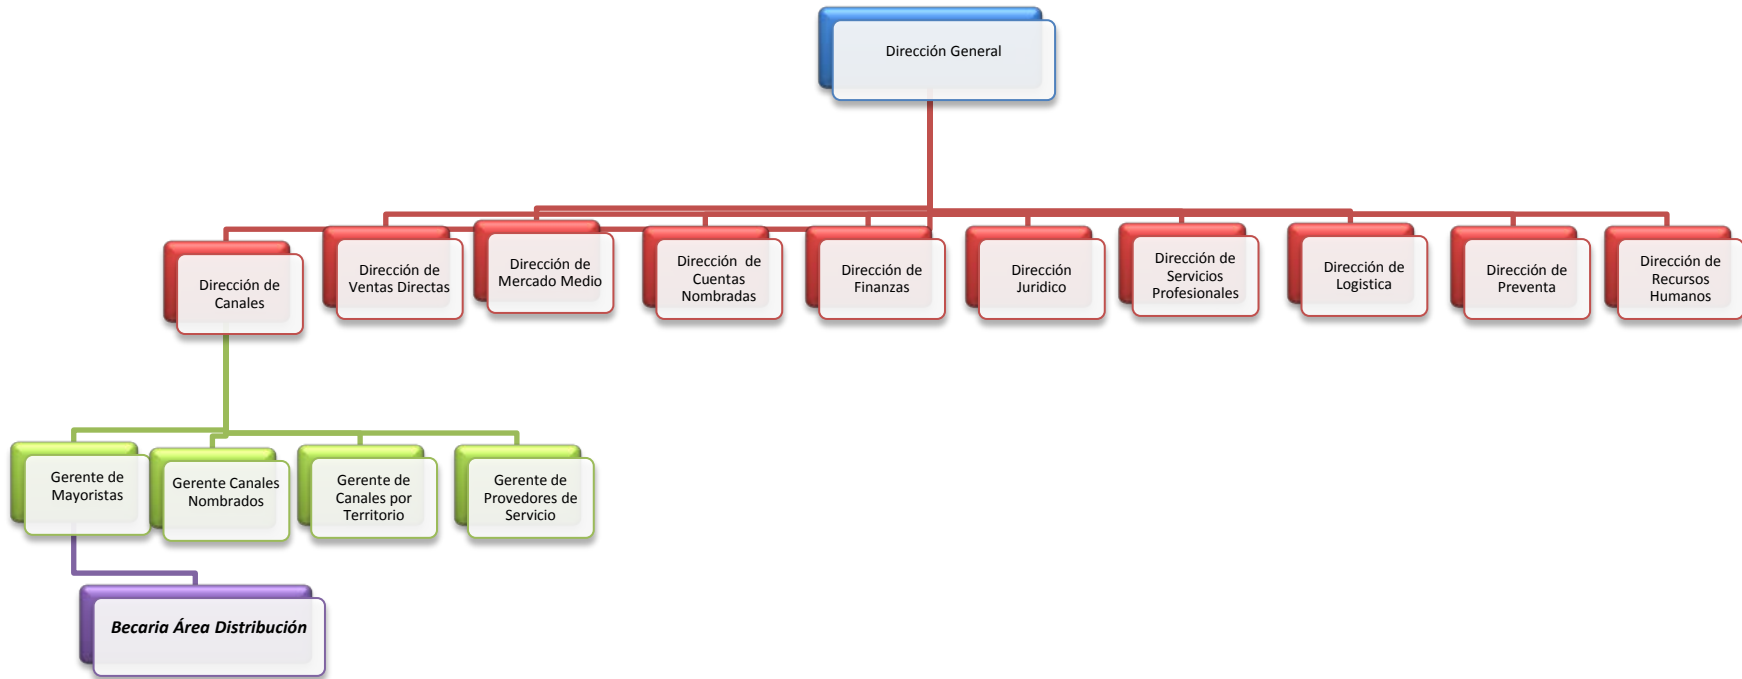 Dirección General
Dirección de
Canales
Dirección de
Ventas Directas
Dirección de
Mercado Medio
Dirección  de
Cuentas
Nombradas
Dirección de
Finanzas
Dirección
Juridico
Dirección de
Servicios
Profesionales
Dirección de
Logistica
Dirección de
Preventa
Dirección de
Recursos
Humanos
Gerente de
Mayoristas
Gerente Canales
Nombrados
Gerente de
Canales por
Territorio
Gerente de
Provedores de
Servicio
Becaria Área Distribución